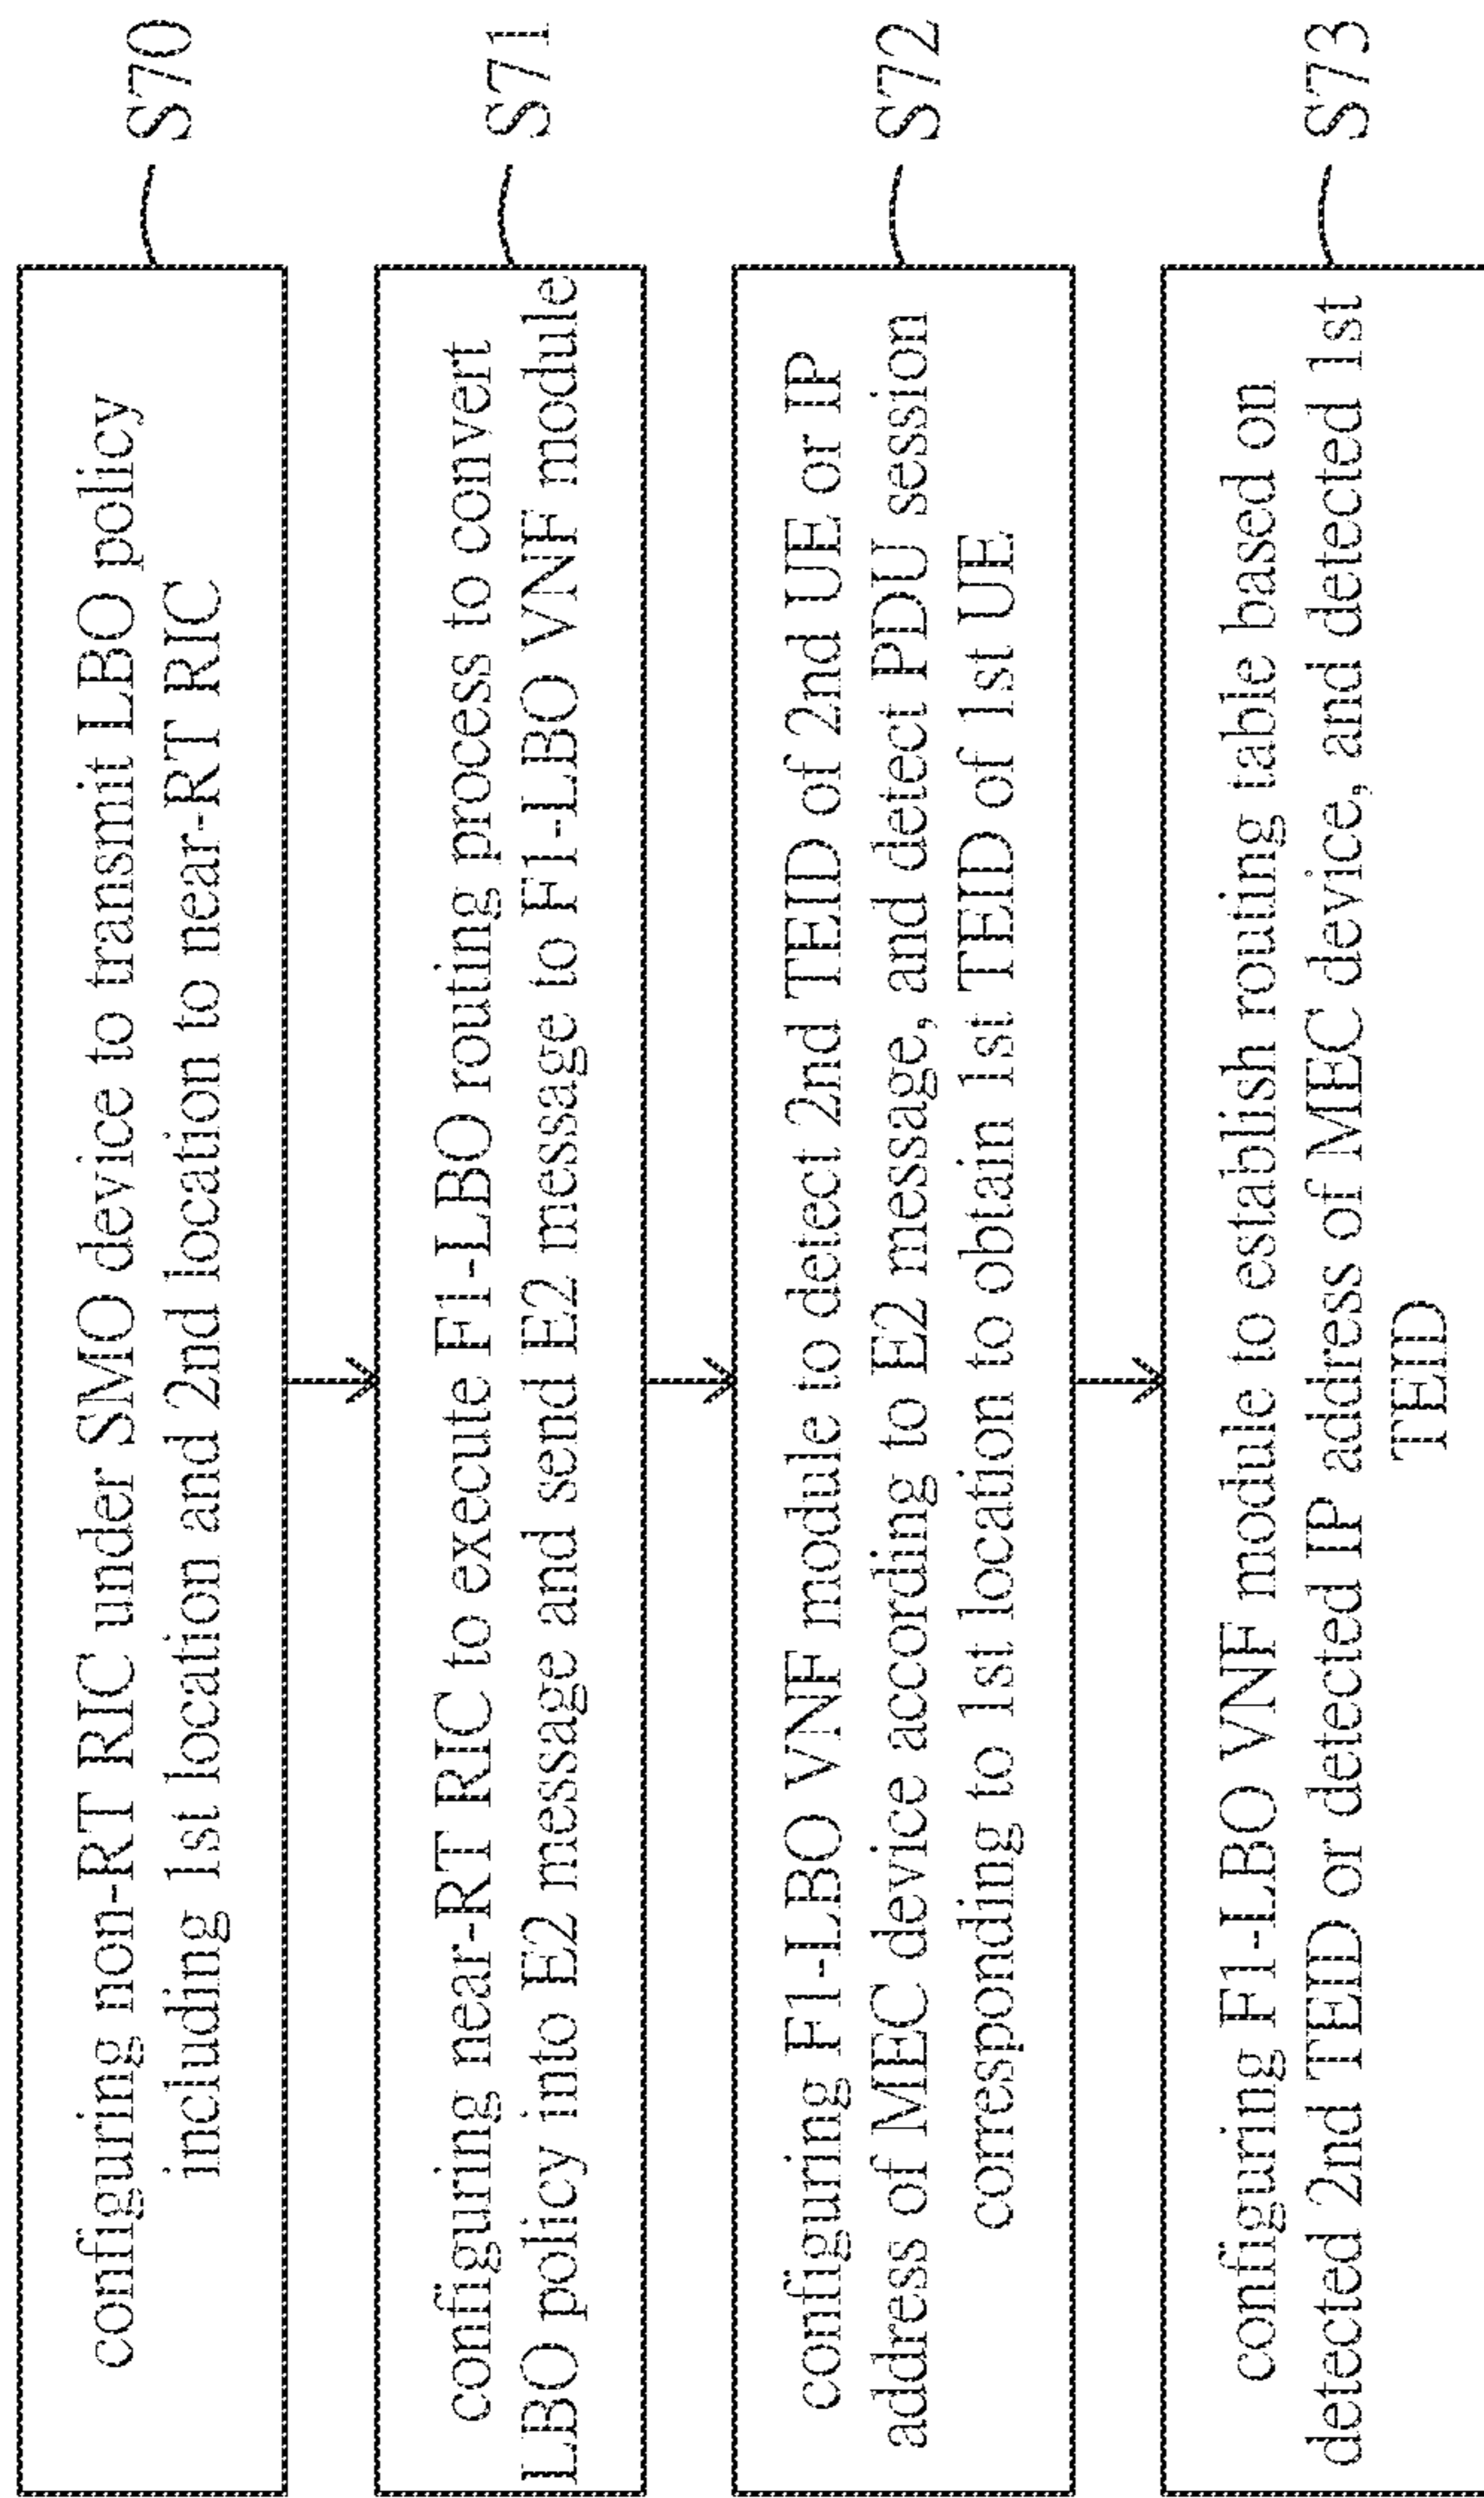 configuring non-RT RIC under SMO device to transmit LBO policy
including 1st location and 2nd location to near-RT RIC
S70
configuring near-RT RIC to execute F1-LBO routing process to convert
LBO policy into E2 message and send E2 message to F1-LBO VNF module
S71
configuring F1-LBO VNF module to detect 2nd TEID of 2nd UE or IP
address of MEC device according to E2 message, and detect PDU session
corresponding to 1st location to obtain 1st TEID of 1st UE
S72
configuring F1-LBO VNF module to establish routing table based on
detected 2nd TEID or detected IP address of MEC device, and detected 1st
TEID
S73